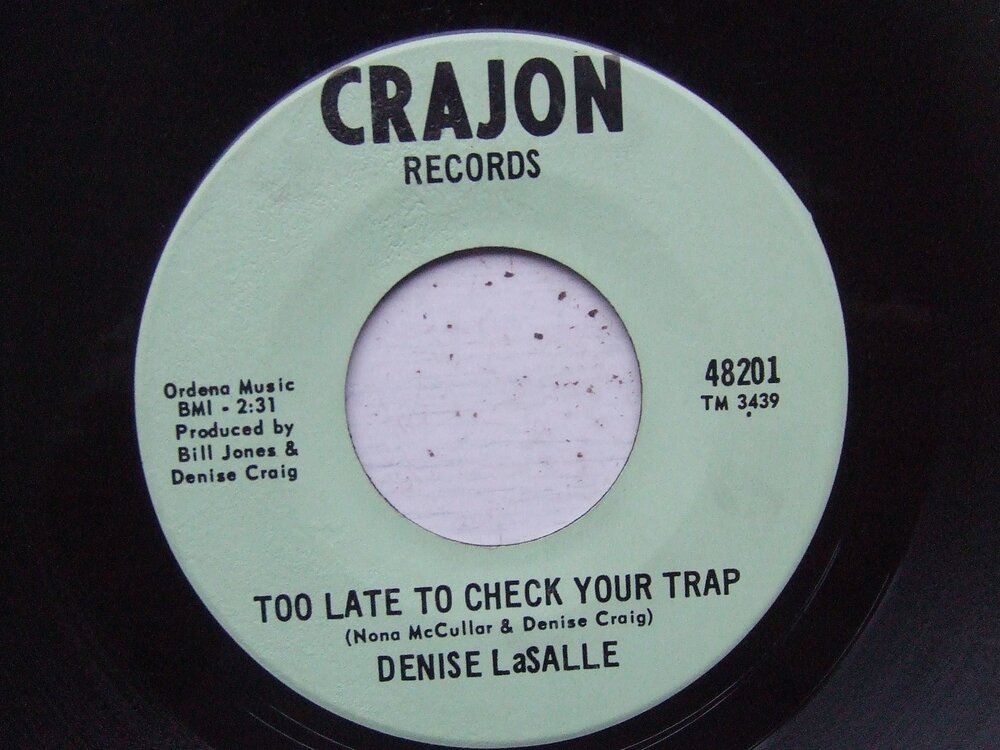 CRAJON
RECORDS
Ordena Music
BMI - 2:31
Produced by
Bill Jones &
Denise Craig
48201
TM 3439
TOO LATE TO CHECK YOUR TRAP
(Nona McCullar & Denise Craig)
DENISE LaSALLE